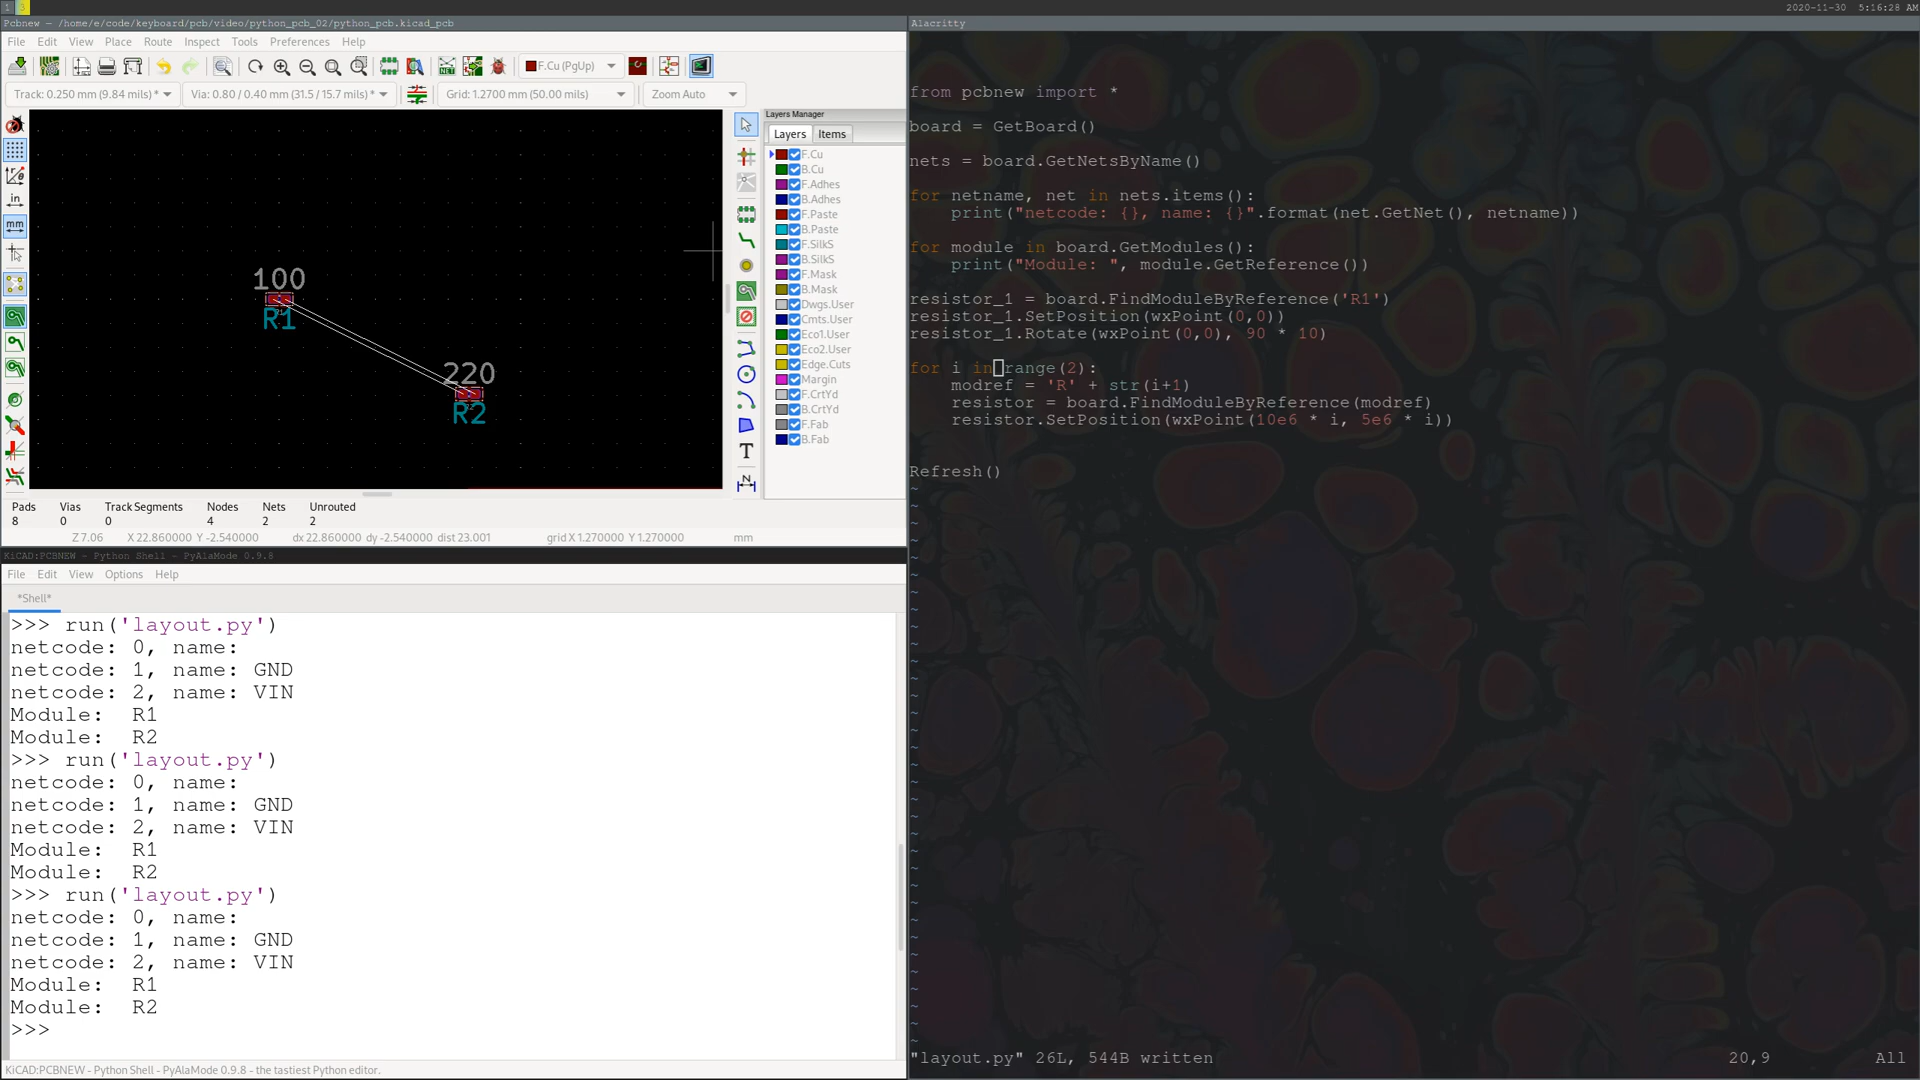 1 3
2020-11-30 5:16:28 AM
Pcbnew — /home/e/code/keyboard/pcb/video/python_pcb_02/python_pcb.kicad_pcb
File Edit View Place Route Inspect Tools Preferences Help
F.Cu (PgUp)
Track: 0.250 mm (9.84 mils) * Via: 0.80 / 0.40 mm (31.5 / 15.7 mils) * Grid: 1.2700 mm (50.00 mils) Zoom Auto
in
mm
100
R1
220
R2
Layers Manager
Layers Items
F.Cu
B.Cu
F.Adhes
B.Adhes
F.Paste
B.Paste
F.SilkS
B.SilkS
F.Mask
B.Mask
Dwgs.User
Cmts.User
Eco1.User
Eco2.User
Edge.Cuts
Margin
F.CrtYd
B.CrtYd
F.Fab
B.Fab
Pads Vias Track Segments Nodes Nets Unrouted
8 0 0 4 2 2
Z 7.06 X 22.860000 Y -2.540000 dx 22.860000 dy -2.540000 dist 23.001 grid X 1.270000 Y 1.270000 mm
KiCAD:PCBNEW - Python Shell - PyAlaMode 0.9.8
File Edit View Options Help
*Shell*
>>> run('layout.py')
netcode: 0, name:
netcode: 1, name: GND
netcode: 2, name: VIN
Module:  R1
Module:  R2
>>> run('layout.py')
netcode: 0, name:
netcode: 1, name: GND
netcode: 2, name: VIN
Module:  R1
Module:  R2
>>> run('layout.py')
netcode: 0, name:
netcode: 1, name: GND
netcode: 2, name: VIN
Module:  R1
Module:  R2
>>>
KiCAD:PCBNEW - Python Shell - PyAlaMode 0.9.8 - the tastiest Python editor.
Alacritty
from pcbnew import *
board = GetBoard()
nets = board.GetNetsByName()
for netname, net in nets.items():
    print("netcode: {}, name: {}".format(net.GetNet(), netname))
for module in board.GetModules():
    print("Module: ", module.GetReference())
resistor_1 = board.FindModuleByReference('R1')
resistor_1.SetPosition(wxPoint(0,0))
resistor_1.Rotate(wxPoint(0,0), 90 * 10)
for i in range(2):
    modref = 'R' + str(i+1)
    resistor = board.FindModuleByReference(modref)
    resistor.SetPosition(wxPoint(10e6 * i, 5e6 * i))
Refresh()
"layout.py" 26L, 544B written 20,9 All